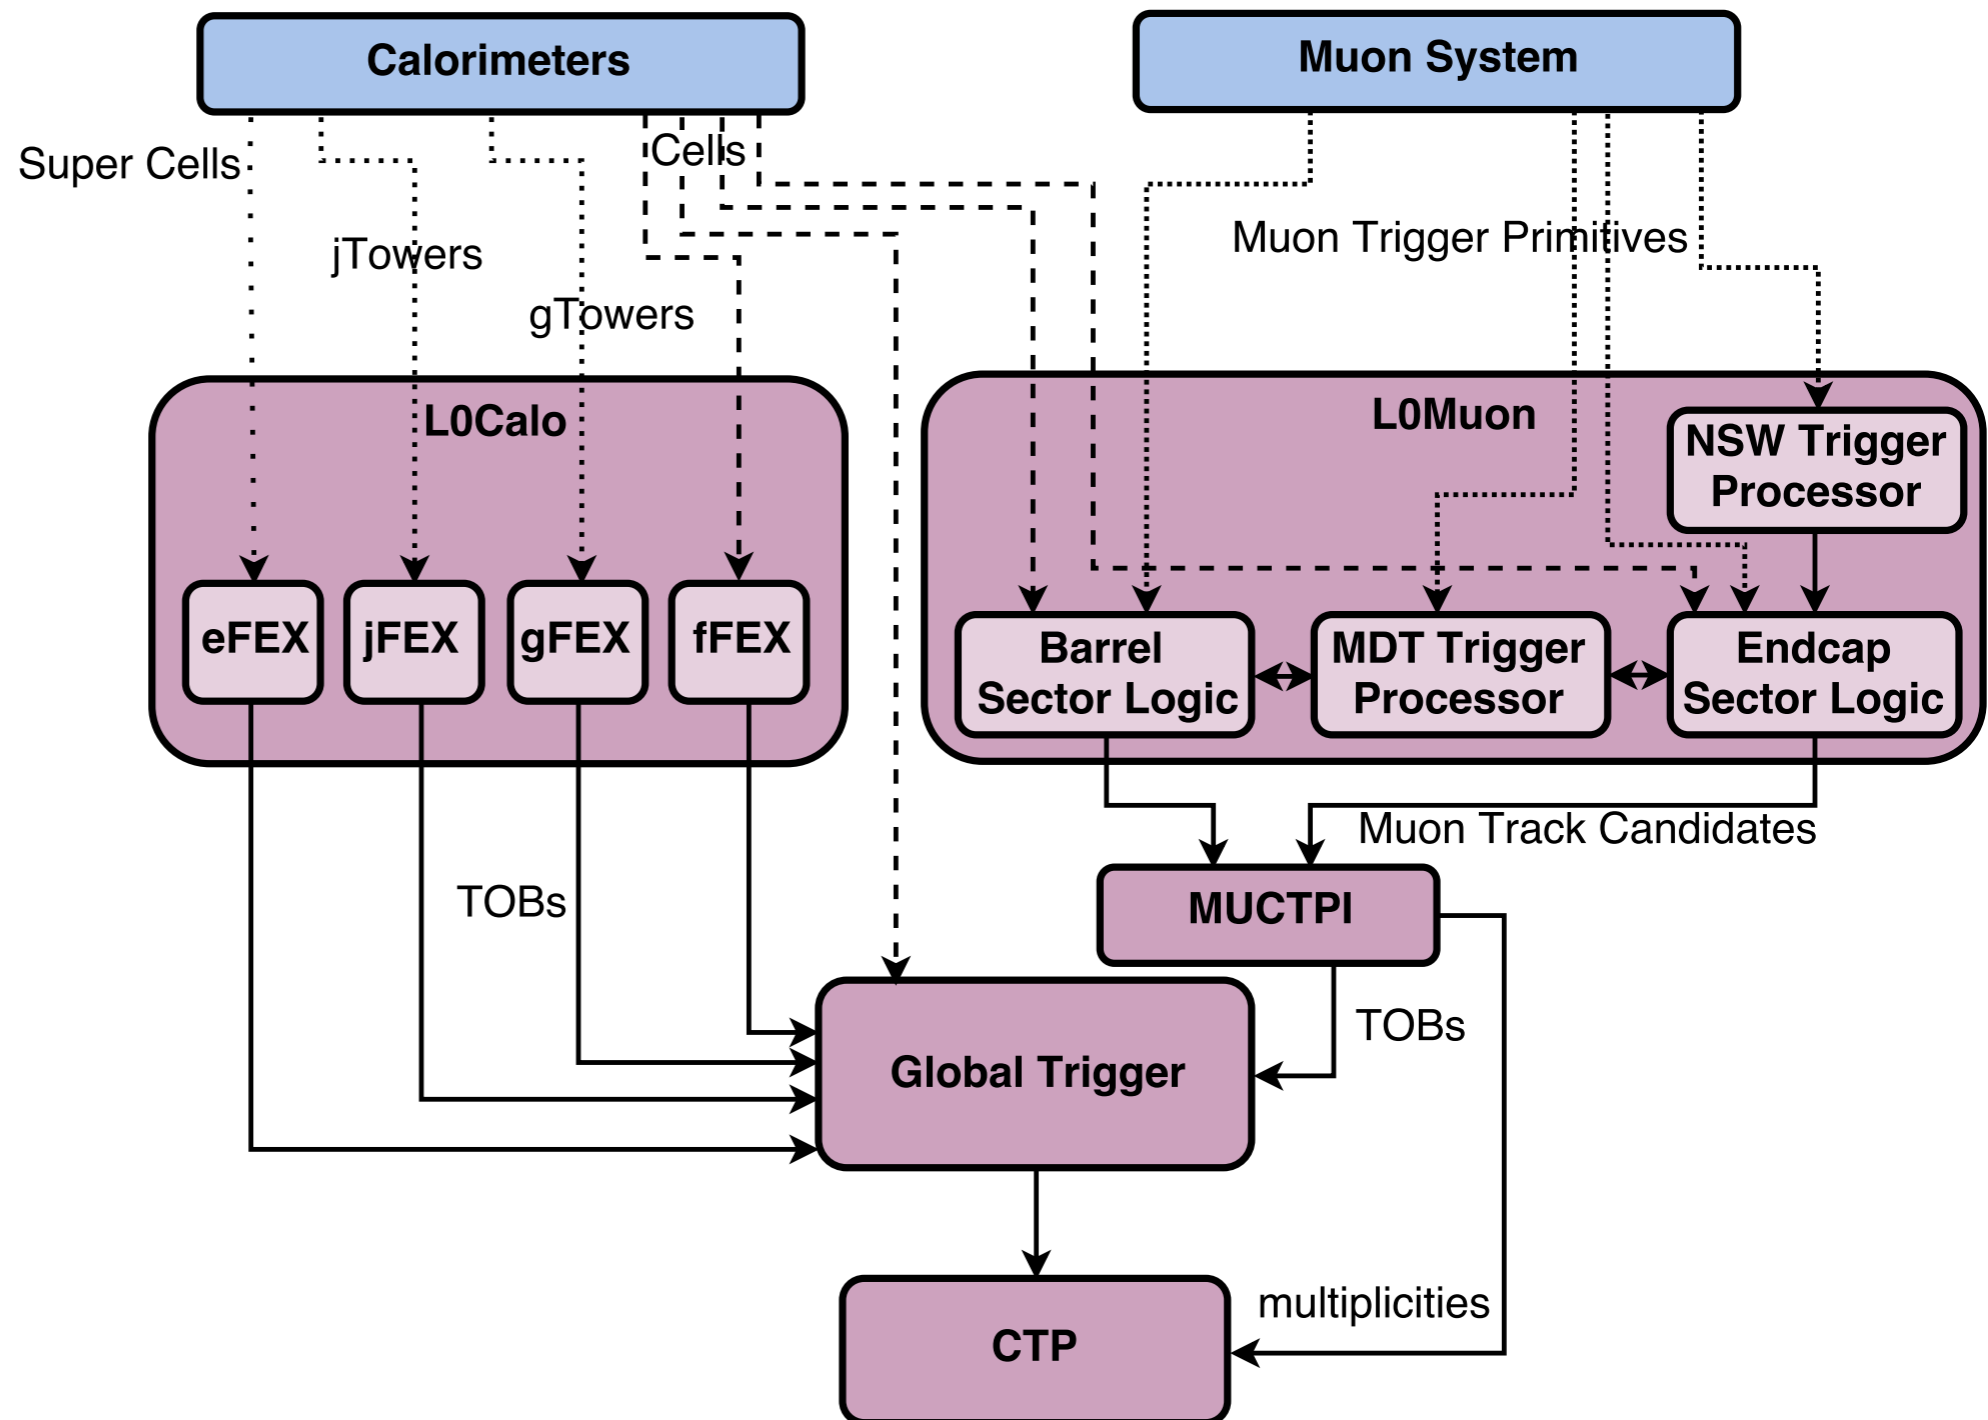 Calorimeters
Muon System
Super Cells
Cells
jTowers
gTowers
Muon Trigger Primitives
L0Calo
L0Muon
NSW Trigger
Processor
eFEX
jFEX
gFEX
fFEX
Barrel
Sector Logic
MDT Trigger
Processor
Endcap
Sector Logic
Muon Track Candidates
TOBs
MUCTPI
TOBs
Global Trigger
multiplicities
CTP